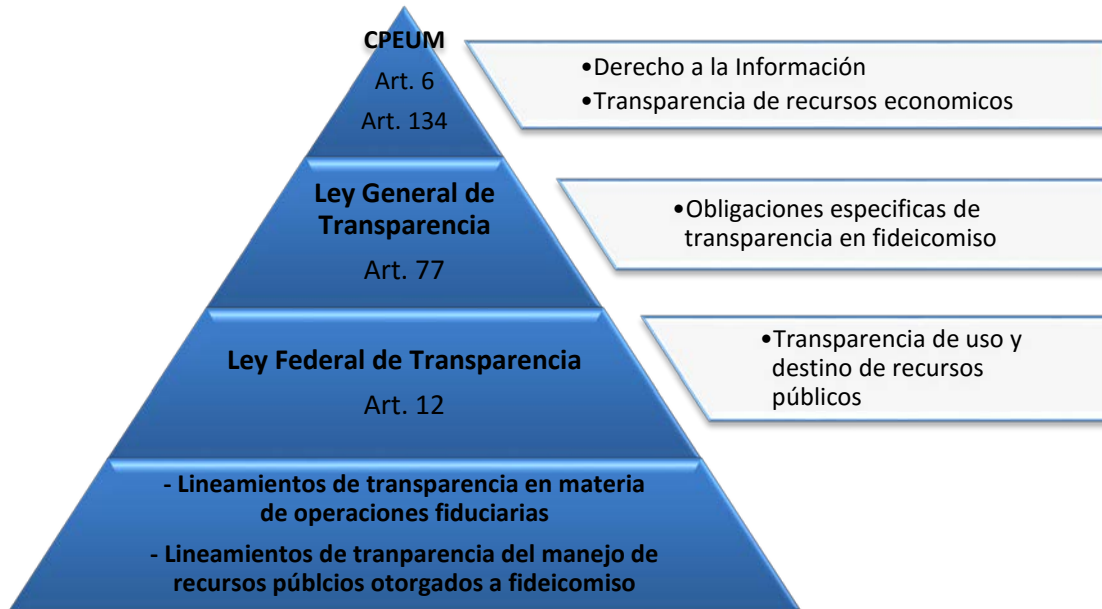 CPEUM
Art. 6
Art. 134
•Derecho a la Información
•Transparencia de recursos economicos
Ley General de
Transparencia
Art. 77
•Obligaciones especificas de
transparencia en fideicomiso
Ley Federal de Transparencia
Art. 12
•Transparencia de uso y
destino de recursos
públicos
- Lineamientos de transparencia en materia
de operaciones fiduciarias
- Lineamientos de tranparencia del manejo de
recursos públcios otorgados a fideicomiso